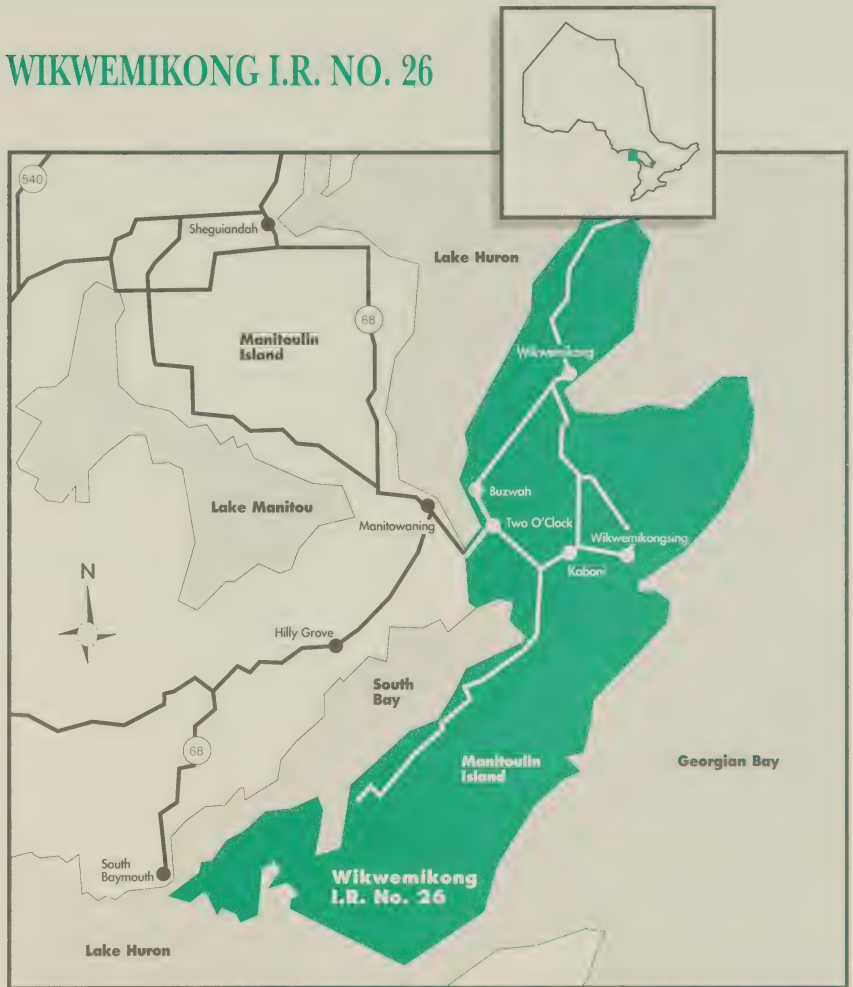 WIKWEMIKONG I.R. NO. 26
540
Sheguiandah
Lake Huron
68
Manitoulin
Island
Wikwemikong
Lake Manitou
Buzwah
Manitowaning
Two O'Clock
Wikwemikongsing
Kaboni
N
Hilly Grove
South
Bay
68
Manitoulin
Island
Georgian Bay
South
Baymouth
Wikwemikong
I.R. No. 26
Lake Huron